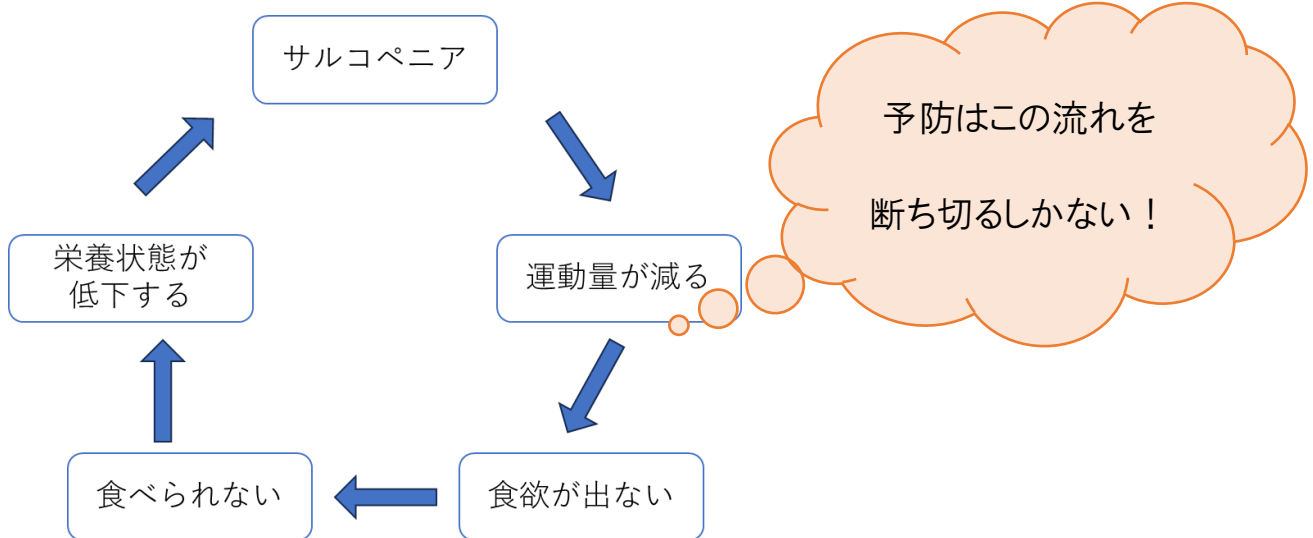 サルコペニア
予防はこの流れを
断ち切るしかない！
運動量が減る
食欲が出ない
食べられない
栄養状態が
低下する